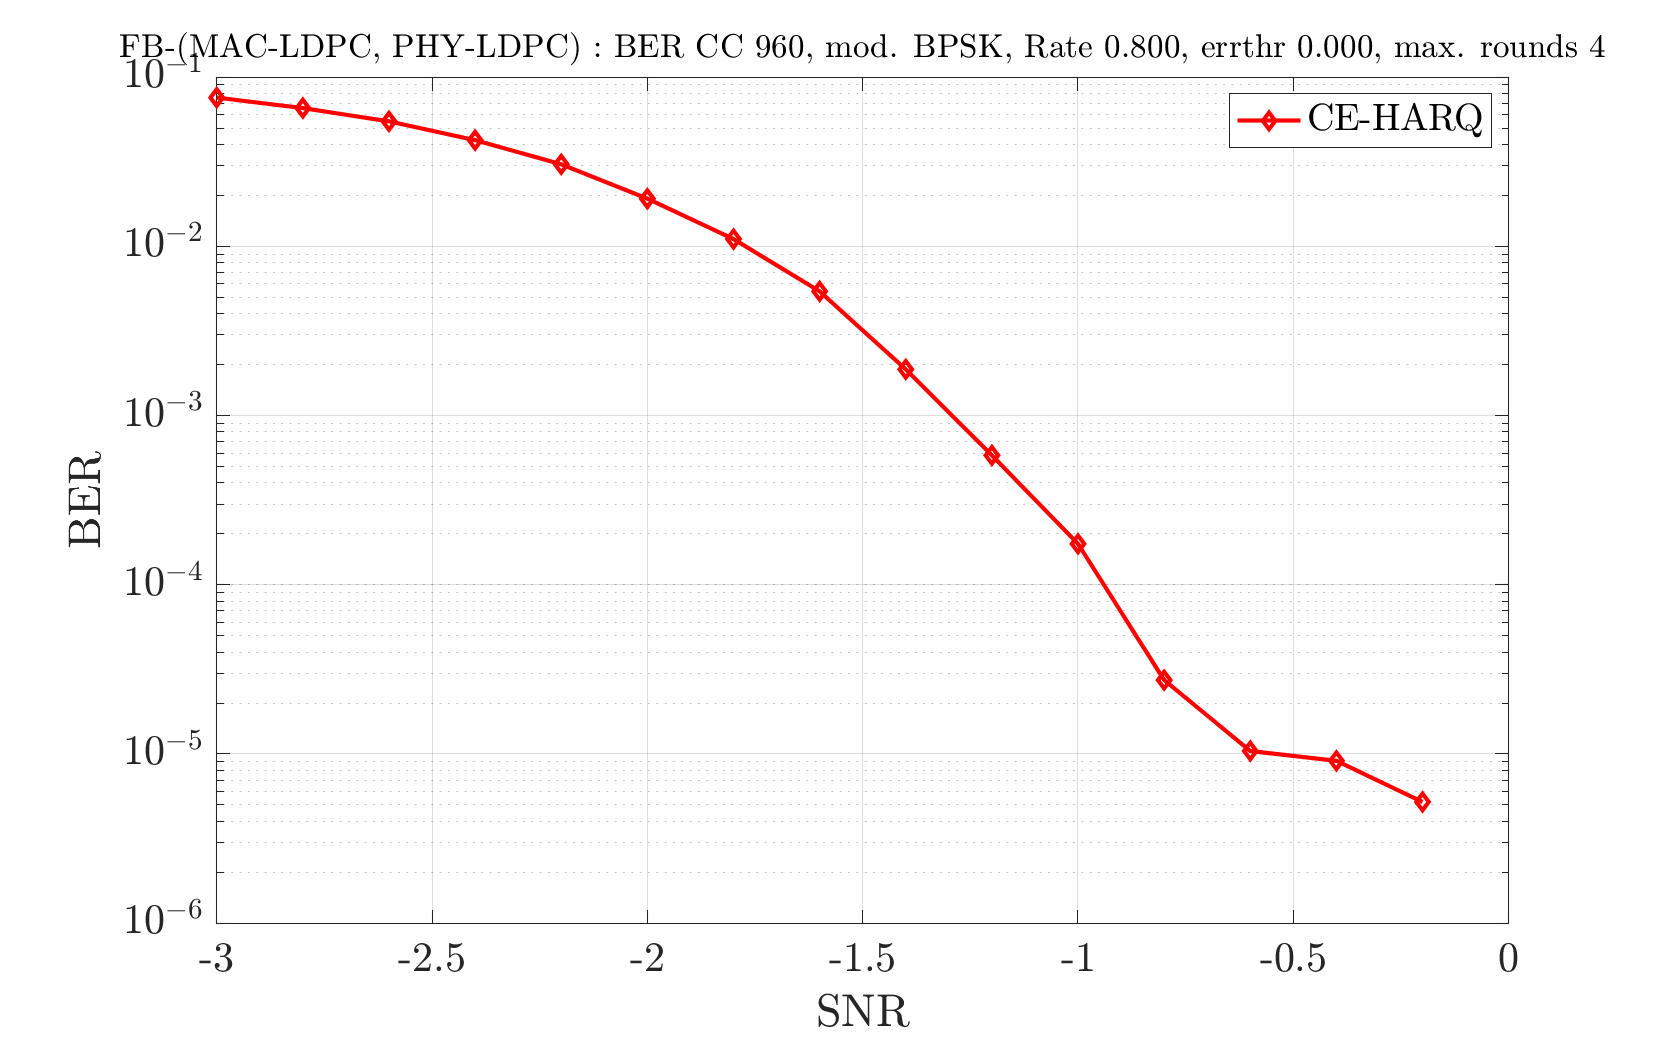 FB-(MAC-LDPC, PHY-LDPC) : BER CC 960, mod. BPSK, Rate 0.800, errthr 0.000, max. rounds 4
10⁻¹
CE-HARQ
10⁻²
10⁻³
BER
10⁻⁴
10⁻⁵
10⁻⁶
-3 -2.5 -2 -1.5 -1 -0.5 0
SNR